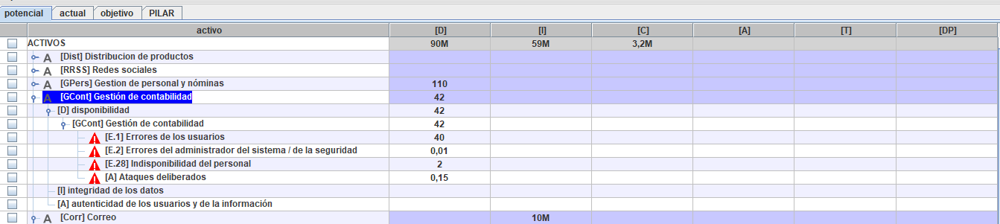 potencial actual objetivo PILAR
activo [D] [I] [C] [A] [T] [DP]
ACTIVOS 90M 59M 3,2M
A [Dist] Distribucion de productos
A [RRSS] Redes sociales
A [GPers] Gestion de personal y nóminas 110
A [GCont] Gestión de contabilidad 42
[D] disponibilidad 42
[GCont] Gestión de contabilidad 42
[E.1] Errores de los usuarios 40
[E.2] Errores del administrador del sistema / de la seguridad 0,01
[E.28] Indisponibilidad del personal 2
[A] Ataques deliberados 0,15
[I] integridad de los datos
[A] autenticidad de los usuarios y de la información
A [Corr] Correo 10M